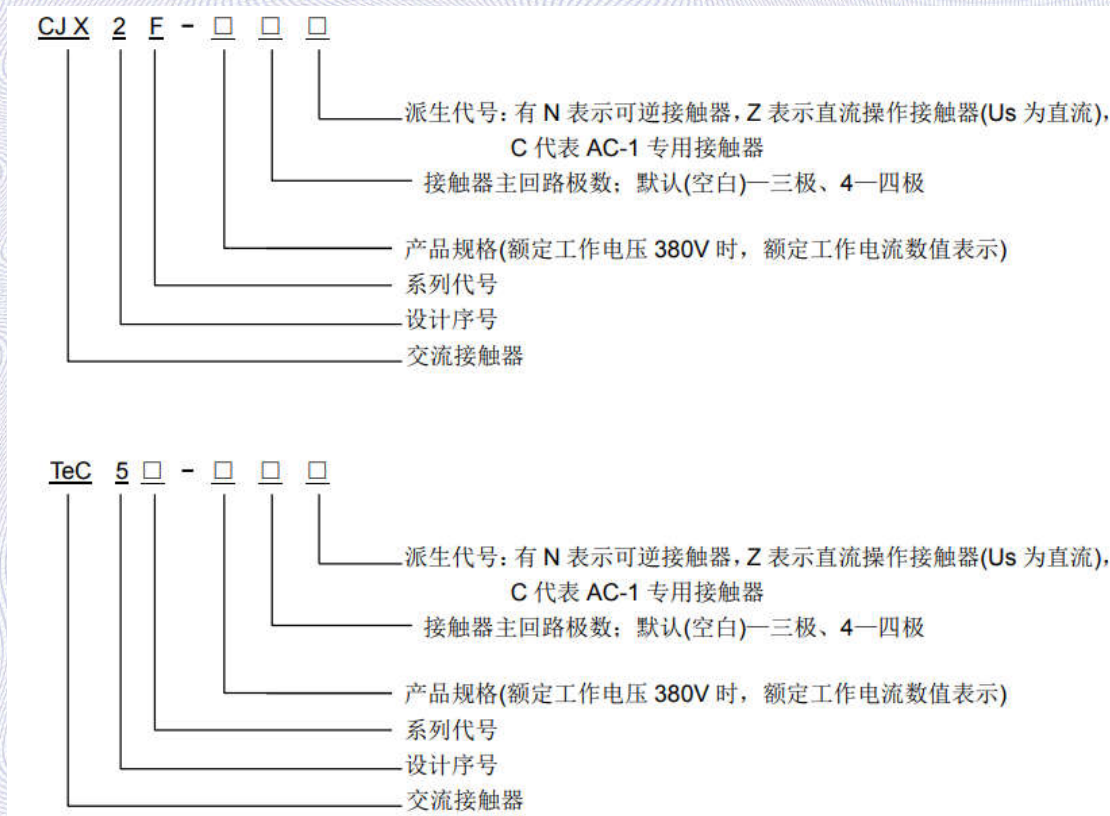 CJ X 2 F - □ □ □
派生代号: 有 N 表示可逆接触器, Z 表示直流操作接触器(Us 为直流),
C 代表 AC-1 专用接触器
接触器主回路极数; 默认(空白)—三极、4—四极
产品规格(额定工作电压 380V 时，额定工作电流数值表示)
系列代号
设计序号
交流接触器
TeC 5 □ - □ □ □
派生代号: 有 N 表示可逆接触器, Z 表示直流操作接触器(Us 为直流),
C 代表 AC-1 专用接触器
接触器主回路极数; 默认(空白)—三极、4—四极
产品规格(额定工作电压 380V 时，额定工作电流数值表示)
系列代号
设计序号
交流接触器